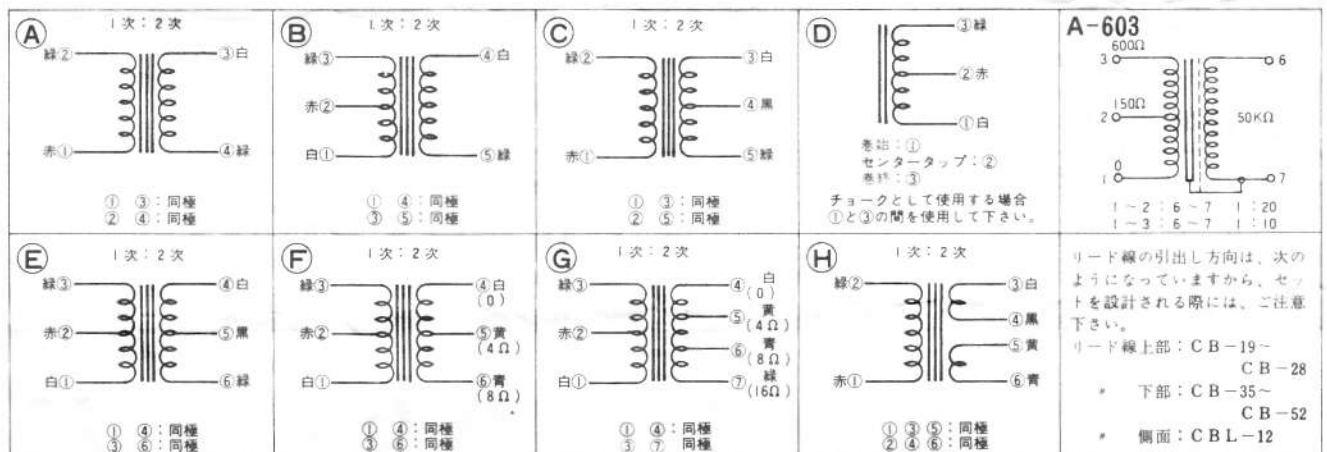 A
1次：2次
緑②
③白
赤①
④緑
① ③：同極
② ④：同極
B
1次：2次
緑③
④白
赤②
白①
⑤緑
① ④：同極
③ ⑤：同極
C
1次：2次
緑②
③白
④黒
赤①
⑤緑
① ③：同極
② ⑤：同極
D
③緑
②赤
①白
巻始：①
センタータップ：②
巻終：③
チョークとして使用する場合
①と③の間を使用して下さい。
A-603
600Ω
3
6
150Ω
2
50KΩ
0
1
7
1～2：6～7 1：20
1～3：6～7 1：10
E
1次：2次
緑③
④白
赤②
⑤黒
白①
⑥緑
① ④：同極
③ ⑥：同極
F
1次：2次
緑③
④白
(0)
赤②
⑤黄
(4Ω)
白①
⑥青
(8Ω)
① ④：同極
③ ⑥：同極
G
1次：2次
緑③
④白
(0)
⑤黄
(4Ω)
赤②
⑥青
(8Ω)
白①
⑦緑
(16Ω)
① ④：同極
③ ⑦：同極
H
1次：2次
緑②
③白
④黒
⑤黄
赤①
⑥青
① ③ ⑤：同極
② ④ ⑥：同極
リード線の引出し方向は、次の
ようになっていますから、セッ
トを設計される際には、ご注意
下さい。
リード線上部：CB-19～
CB-28
〃 下部：CB-35～
CB-52
〃 側面：CBL-12